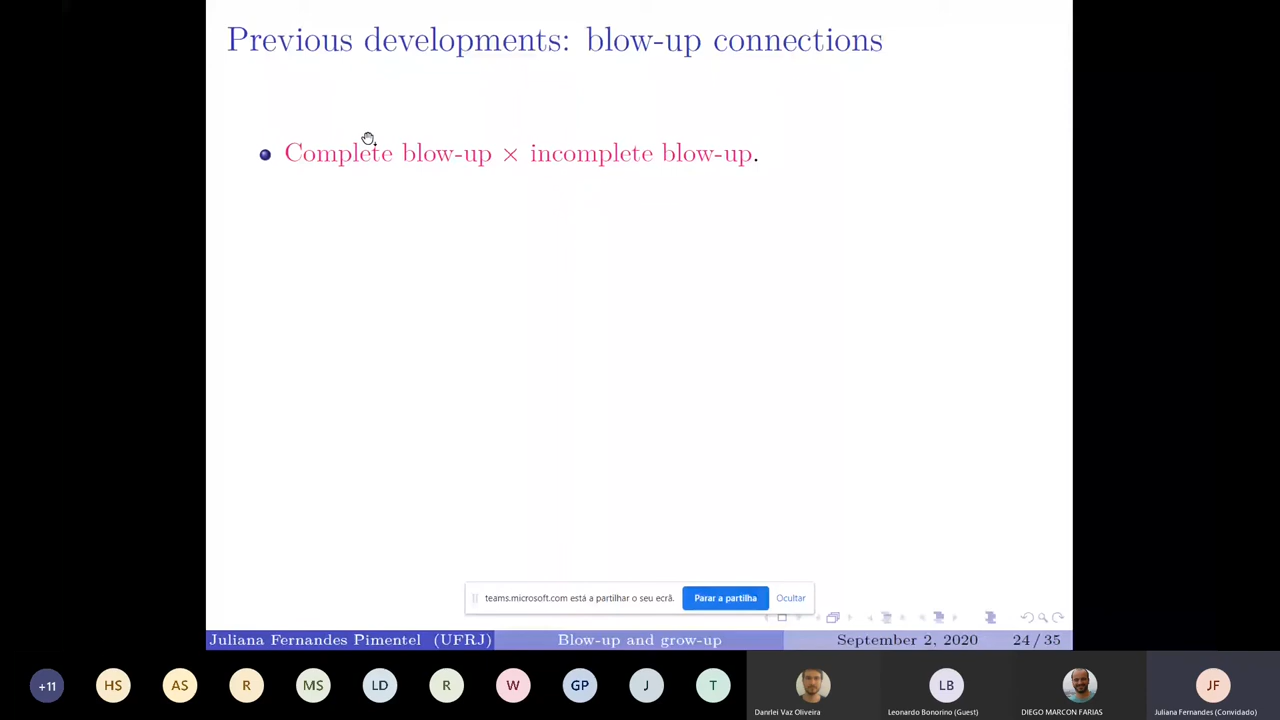 Previous developments: blow-up connections
Complete blow-up × incomplete blow-up.
teams.microsoft.com está a partilhar o seu ecrã. Parar a partilha Ocultar
Juliana Fernandes Pimentel (UFRJ) Blow-up and grow-up September 2, 2020 24 / 35
+11 HS AS R MS LD R W GP J T LB JF
Danrlei Vaz Oliveira Leonardo Bonorino (Guest) DIEGO MARCON FARIAS Juliana Fernandes (Convidado)